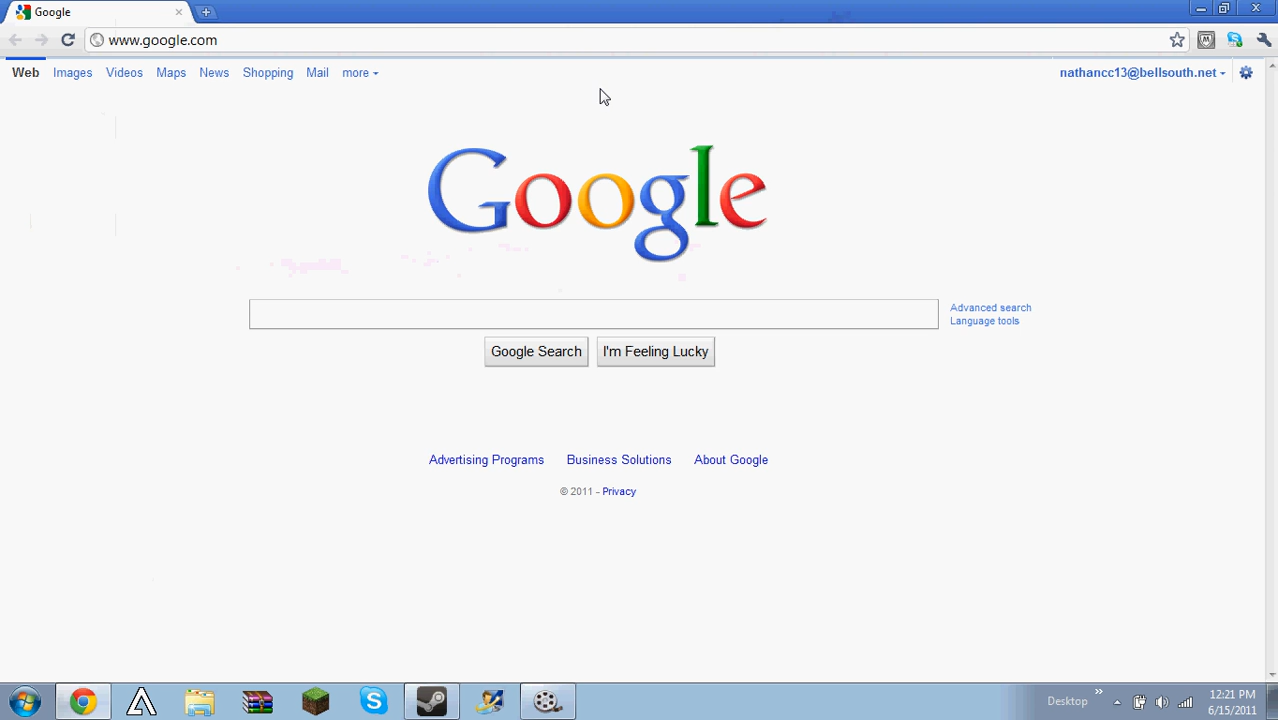 Google
www.google.com
Web Images Videos Maps News Shopping Mail more nathancc13@bellsouth.net
Google
Advanced search
Language tools
Google Search I'm Feeling Lucky
Advertising Programs Business Solutions About Google
© 2011 - Privacy
Desktop » 12:21 PM
6/15/2011